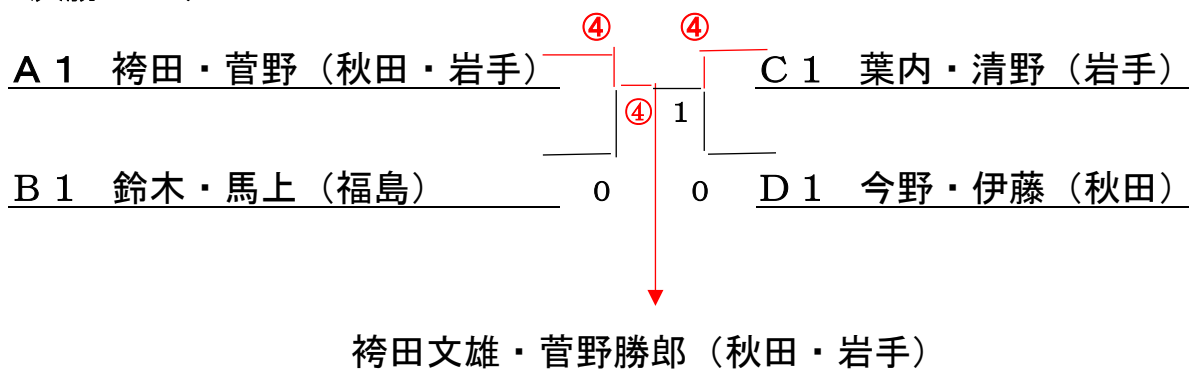 ④ ④
A1 袴田・菅野（秋田・岩手） C1 葉内・清野（岩手）
④ 1
B1 鈴木・馬上（福島） 0 0 D1 今野・伊藤（秋田）
袴田文雄・菅野勝郎（秋田・岩手）